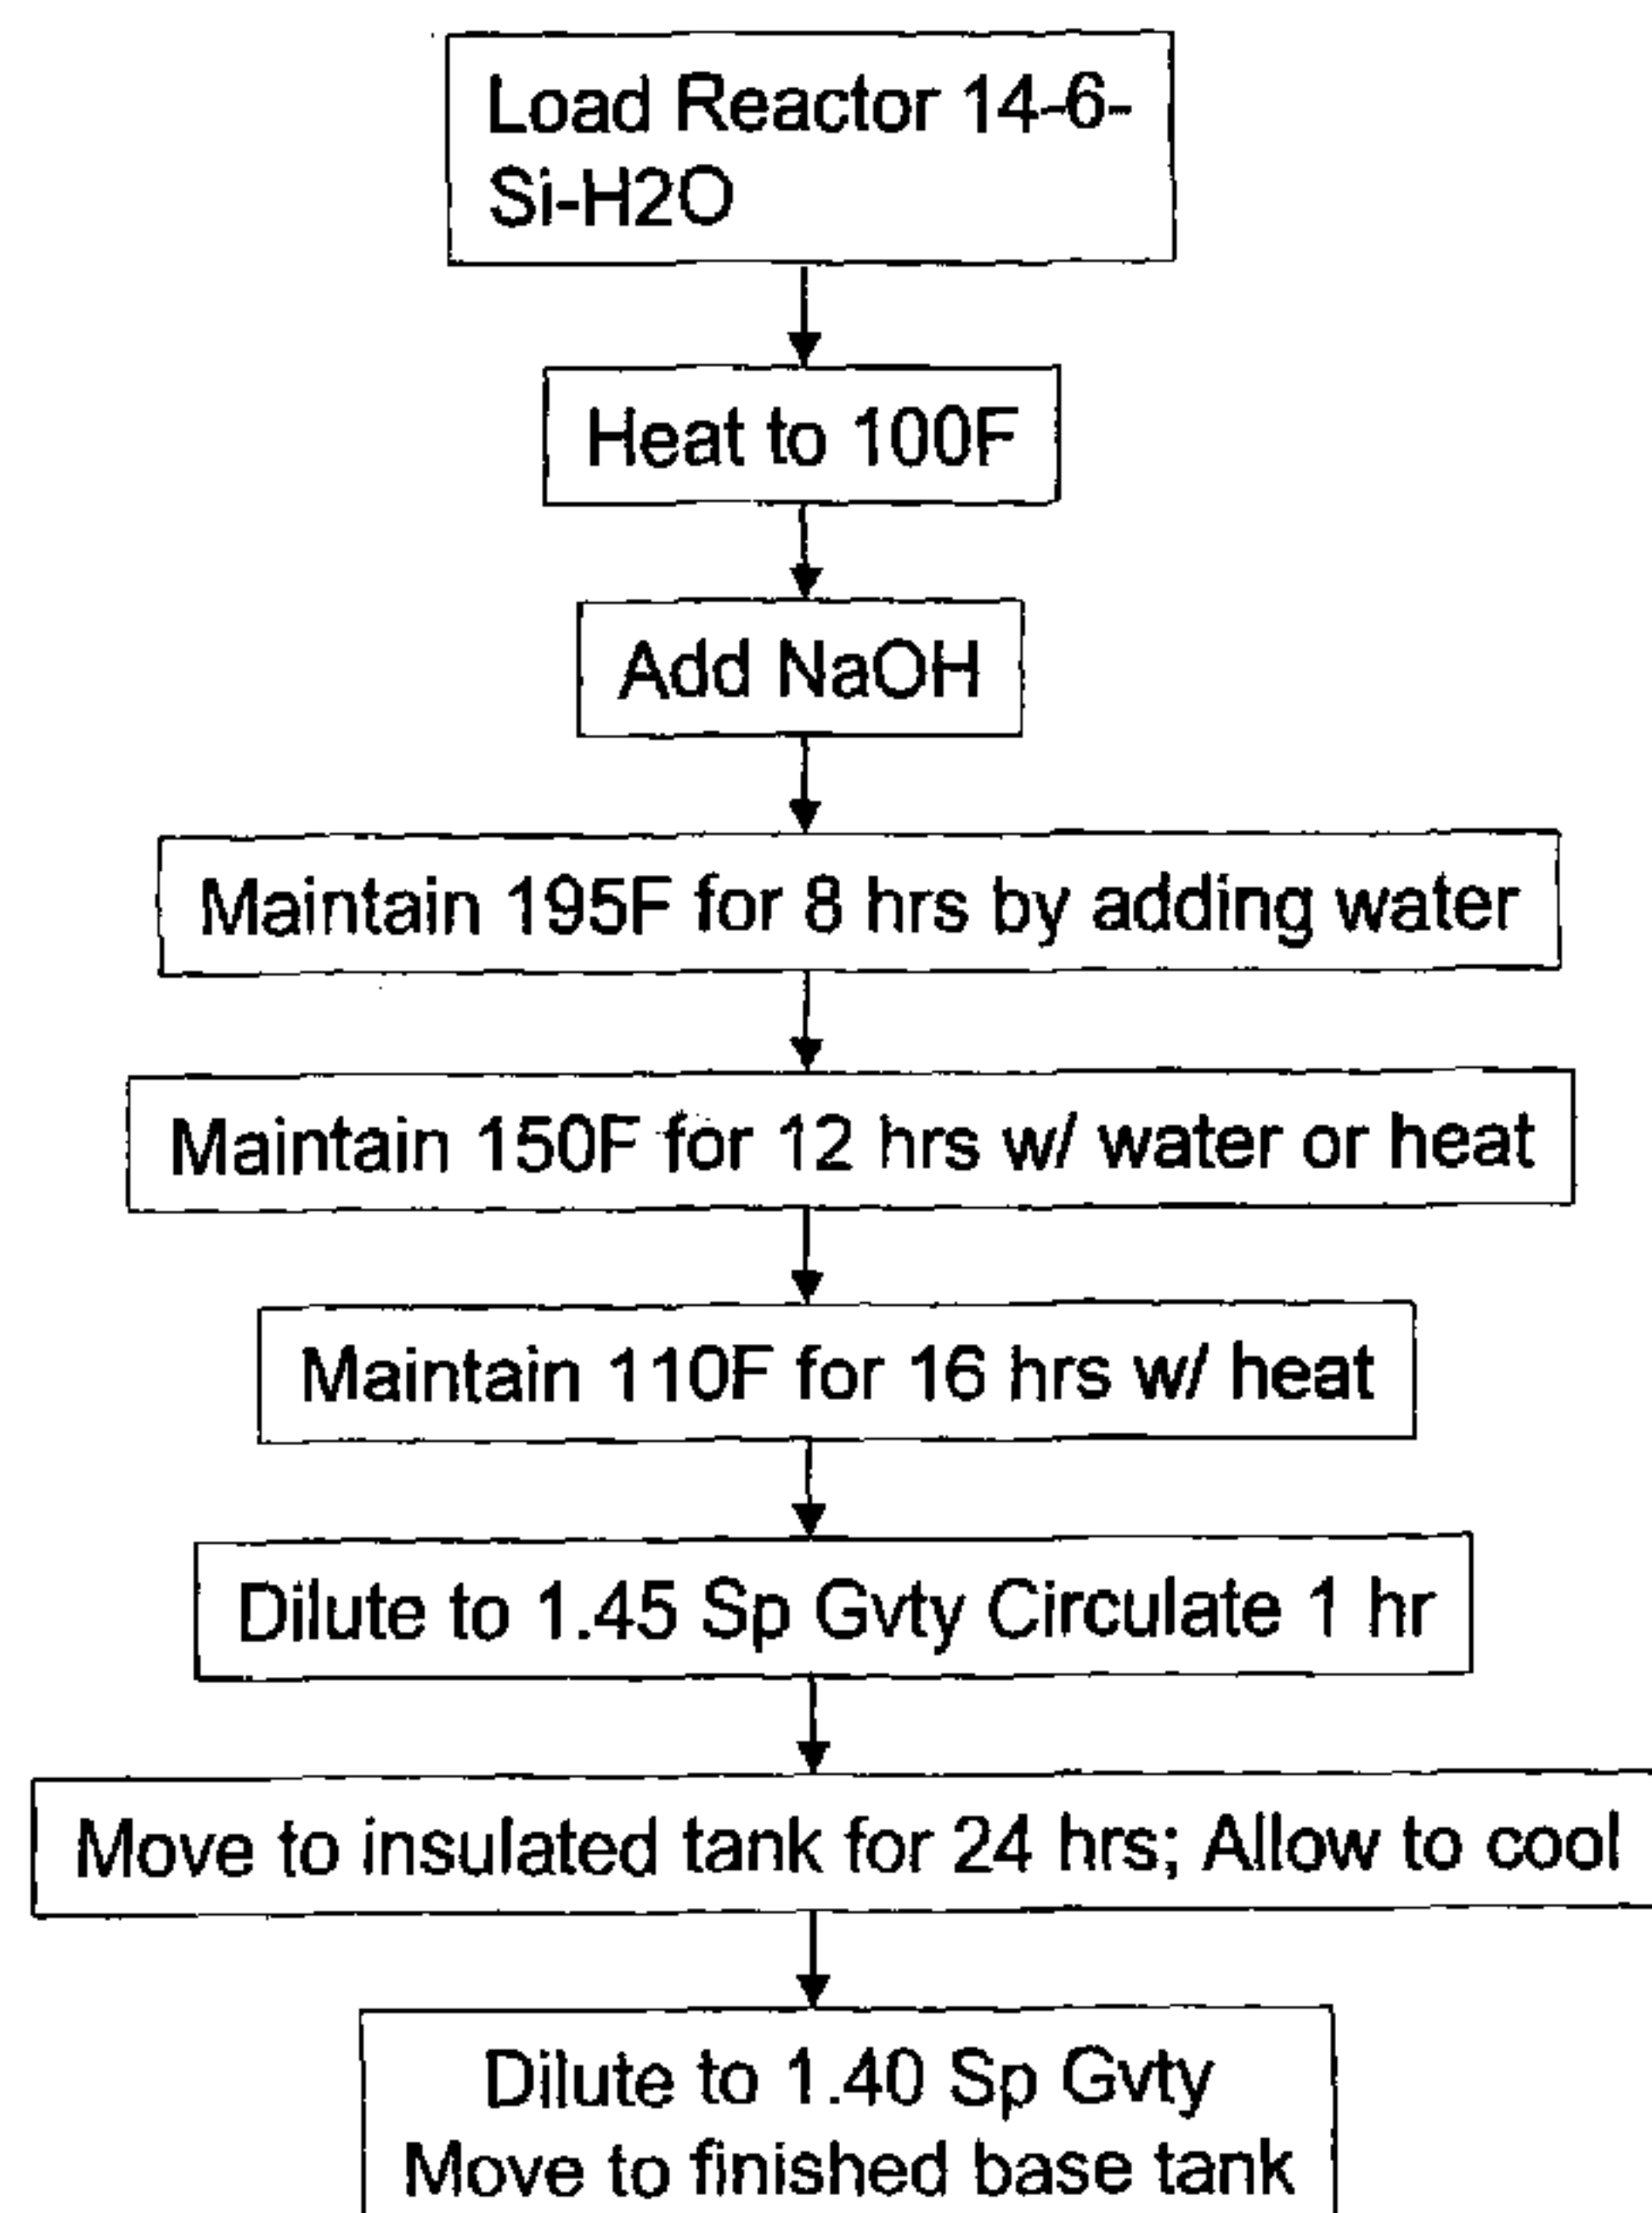 Load Reactor 14-6-
Si-H2O
Heat to 100F
Add NaOH
Maintain 195F for 8 hrs by adding water
Maintain 150F for 12 hrs w/ water or heat
Maintain 110F for 16 hrs w/ heat
Dilute to 1.45 Sp Gvty Circulate 1 hr
Move to insulated tank for 24 hrs; Allow to cool
Dilute to 1.40 Sp Gvty
Move to finished base tank